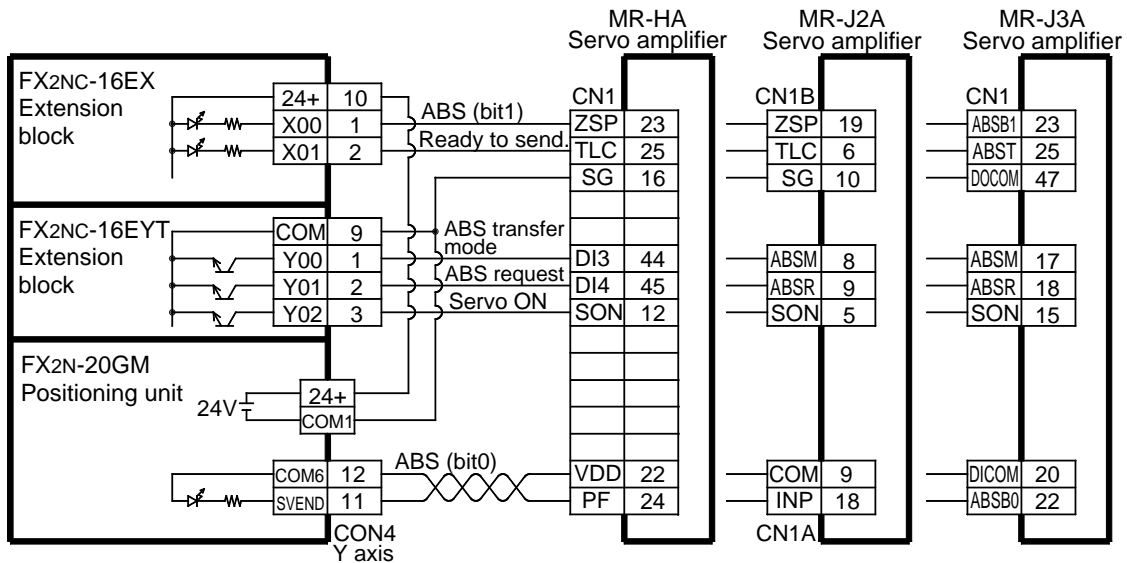 MR-HA
Servo amplifier
MR-J2A
Servo amplifier
MR-J3A
Servo amplifier
FX2NC-16EX
Extension
block
24+ 10
X00 1
X01 2
ABS (bit1)
Ready to send.
CN1
ZSP 23
TLC 25
SG 16
CN1B
ZSP 19
TLC 6
SG 10
CN1
ABSB1 23
ABST 25
DOCOM 47
FX2NC-16EYT
Extension
block
COM 9
Y00 1
Y01 2
Y02 3
ABS transfer
mode
ABS request
Servo ON
DI3 44
DI4 45
SON 12
ABSM 8
ABSR 9
SON 5
ABSM 17
ABSR 18
SON 15
FX2N-20GM
Positioning unit
24V
24+
COM1
COM6 12
SVEND 11
ABS (bit0)
VDD 22
PF 24
COM 9
INP 18
DICOM 20
ABSB0 22
CON4
Y axis
CN1A